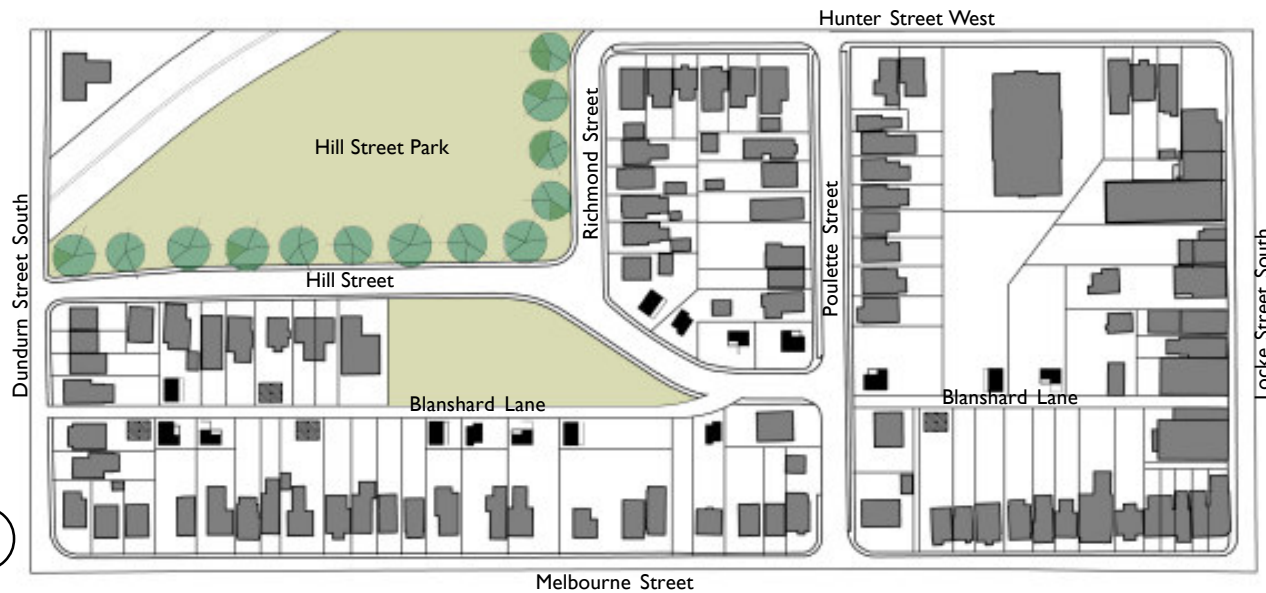 Hunter Street West
Hill Street Park
Richmond Street
Poulette Street
Dundurn Street South
Hill Street
Locke Street South
Blanshard Lane
Blanshard Lane
Melbourne Street